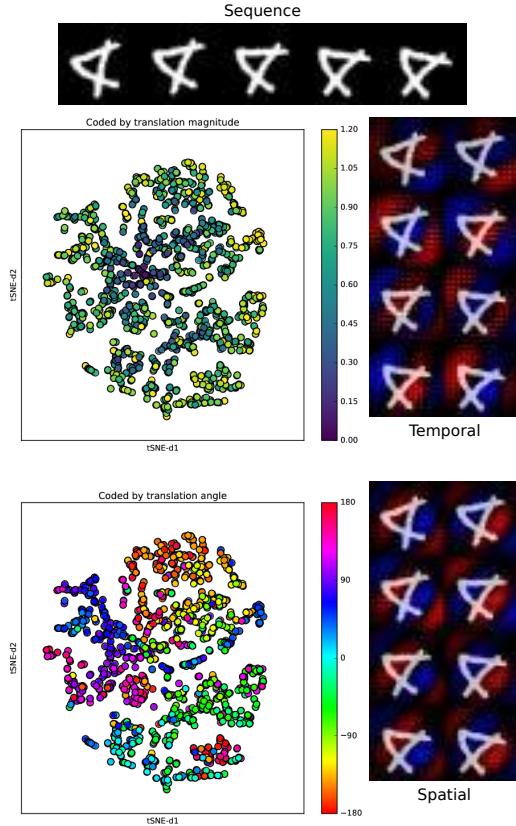 Sequence
Coded by translation magnitude
tSNE-d2
tSNE-d1
1.20
1.05
0.90
0.75
0.60
0.45
0.30
0.15
0.00
Temporal
Coded by translation angle
tSNE-d2
tSNE-d1
180
90
0
−90
−180
Spatial